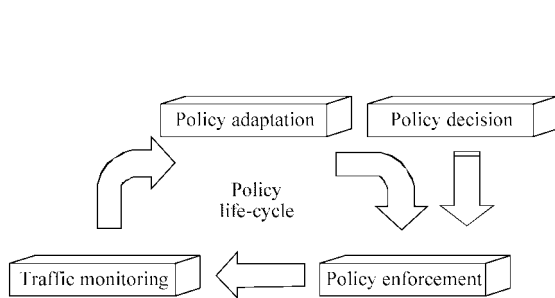 Policy adaptation
Policy decision
Policy
life-cycle
Traffic monitoring
Policy enforcement